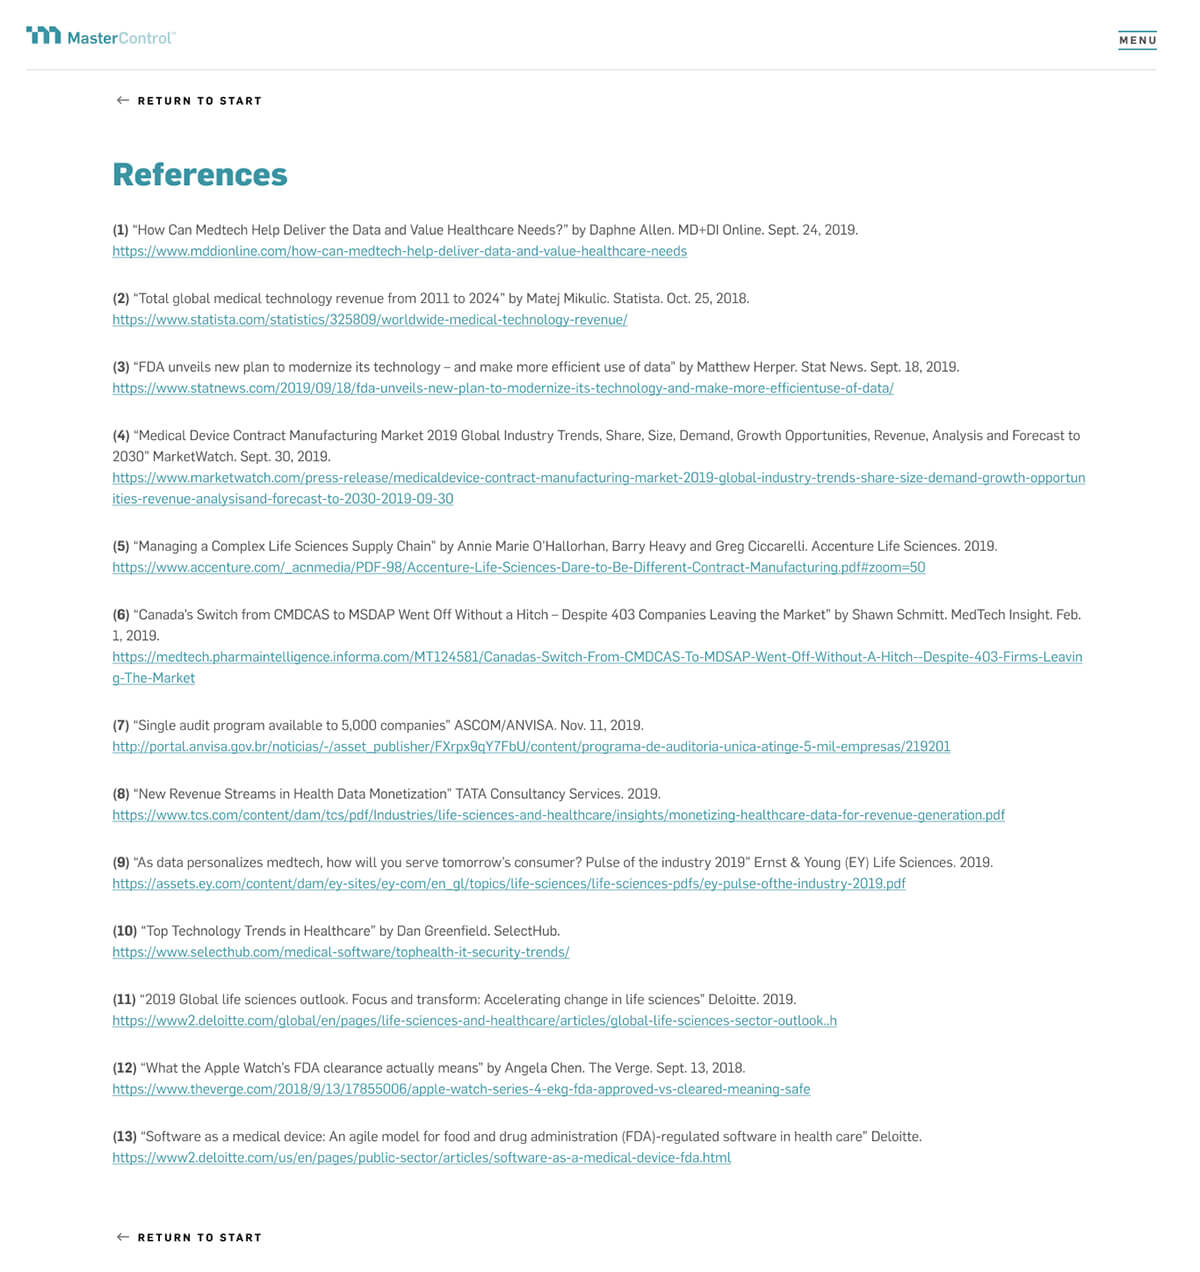 MasterControl™
MENU
← RETURN TO START
References
(1) “How Can Medtech Help Deliver the Data and Value Healthcare Needs?” by Daphne Allen. MD+DI Online. Sept. 24, 2019.
https://www.mddionline.com/how-can-medtech-help-deliver-data-and-value-healthcare-needs
(2) “Total global medical technology revenue from 2011 to 2024” by Matej Mikulic. Statista. Oct. 25, 2018.
https://www.statista.com/statistics/325809/worldwide-medical-technology-revenue/
(3) “FDA unveils new plan to modernize its technology – and make more efficient use of data” by Matthew Herper. Stat News. Sept. 18, 2019.
https://www.statnews.com/2019/09/18/fda-unveils-new-plan-to-modernize-its-technology-and-make-more-efficientuse-of-data/
(4) “Medical Device Contract Manufacturing Market 2019 Global Industry Trends, Share, Size, Demand, Growth Opportunities, Revenue, Analysis and Forecast to
2030” MarketWatch. Sept. 30, 2019.
https://www.marketwatch.com/press-release/medicaldevice-contract-manufacturing-market-2019-global-industry-trends-share-size-demand-growth-opportun
ities-revenue-analysisand-forecast-to-2030-2019-09-30
(5) “Managing a Complex Life Sciences Supply Chain” by Annie Marie O’Hallorhan, Barry Heavy and Greg Ciccarelli. Accenture Life Sciences. 2019.
https://www.accenture.com/_acnmedia/PDF-98/Accenture-Life-Sciences-Dare-to-Be-Different-Contract-Manufacturing.pdf#zoom=50
(6) “Canada’s Switch from CMDCAS to MSDAP Went Off Without a Hitch – Despite 403 Companies Leaving the Market” by Shawn Schmitt. MedTech Insight. Feb.
1, 2019.
https://medtech.pharmaintelligence.informa.com/MT124581/Canadas-Switch-From-CMDCAS-To-MDSAP-Went-Off-Without-A-Hitch--Despite-403-Firms-Leavin
g-The-Market
(7) “Single audit program available to 5,000 companies” ASCOM/ANVISA. Nov. 11, 2019.
http://portal.anvisa.gov.br/noticias/-/asset_publisher/FXrpx9qY7FbU/content/programa-de-auditoria-unica-atinge-5-mil-empresas/219201
(8) “New Revenue Streams in Health Data Monetization” TATA Consultancy Services. 2019.
https://www.tcs.com/content/dam/tcs/pdf/Industries/life-sciences-and-healthcare/insights/monetizing-healthcare-data-for-revenue-generation.pdf
(9) “As data personalizes medtech, how will you serve tomorrow’s consumer? Pulse of the industry 2019” Ernst & Young (EY) Life Sciences. 2019.
https://assets.ey.com/content/dam/ey-sites/ey-com/en_gl/topics/life-sciences/life-sciences-pdfs/ey-pulse-ofthe-industry-2019.pdf
(10) “Top Technology Trends in Healthcare” by Dan Greenfield. SelectHub.
https://www.selecthub.com/medical-software/tophealth-it-security-trends/
(11) “2019 Global life sciences outlook. Focus and transform: Accelerating change in life sciences” Deloitte. 2019.
https://www2.deloitte.com/global/en/pages/life-sciences-and-healthcare/articles/global-life-sciences-sector-outlook..h
(12) “What the Apple Watch’s FDA clearance actually means” by Angela Chen. The Verge. Sept. 13, 2018.
https://www.theverge.com/2018/9/13/17855006/apple-watch-series-4-ekg-fda-approved-vs-cleared-meaning-safe
(13) “Software as a medical device: An agile model for food and drug administration (FDA)-regulated software in health care” Deloitte.
https://www2.deloitte.com/us/en/pages/public-sector/articles/software-as-a-medical-device-fda.html
← RETURN TO START